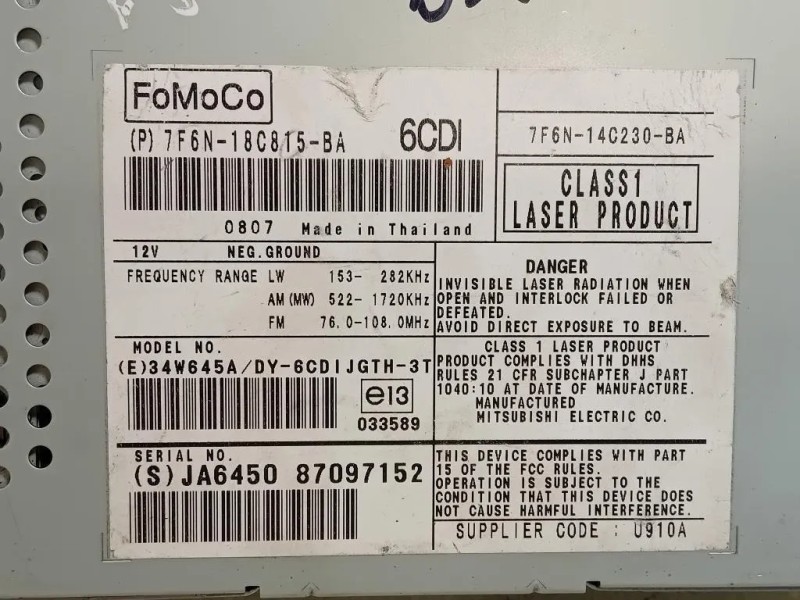 FoMoCo
(P) 7F6N-18C815-BA 6CDI
0807 Made in Thailand
7F6N-14C230-BA
CLASS1
LASER PRODUCT
12V NEG.GROUND
FREQUENCY RANGE LW 153- 282KHz
AM(MW) 522- 1720KHz
FM 76.0-108.0MHz
MODEL NO.
(E)34W645A/DY-6CDIJGTH-3T
e13
033589
SERIAL NO.
(S)JA6450 87097152
DANGER
INVISIBLE LASER RADIATION WHEN
OPEN AND INTERLOCK FAILED OR
DEFEATED.
AVOID DIRECT EXPOSURE TO BEAM.
CLASS 1 LASER PRODUCT
PRODUCT COMPLIES WITH DHHS
RULES 21 CFR SUBCHAPTER J PART
1040:10 AT DATE OF MANUFACTURE.
MANUFACTURED
MITSUBISHI ELECTRIC CO.
THIS DEVICE COMPLIES WITH PART
15 OF THE FCC RULES.
OPERATION IS SUBJECT TO THE
CONDITION THAT THIS DEVICE DOES
NOT CAUSE HARMFUL INTERFERENCE.
SUPPLIER CODE : U910A